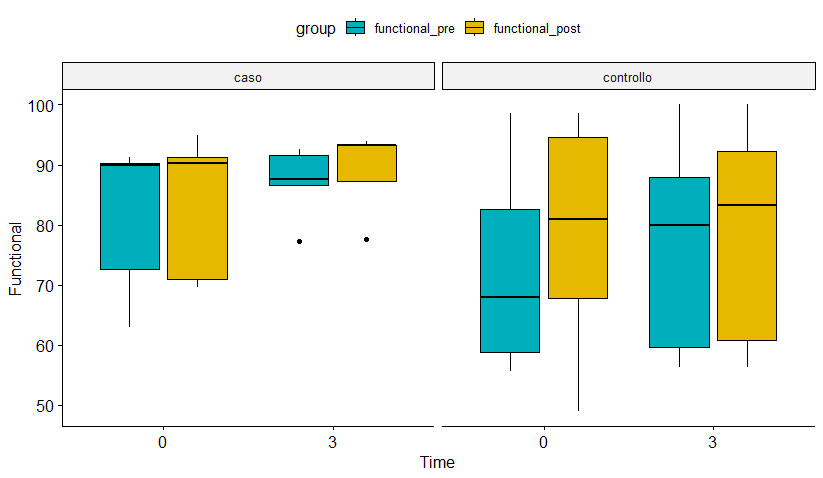 group functional_pre functional_post
caso controllo
100
90
80
70
60
50
Functional
0 3 0 3
Time